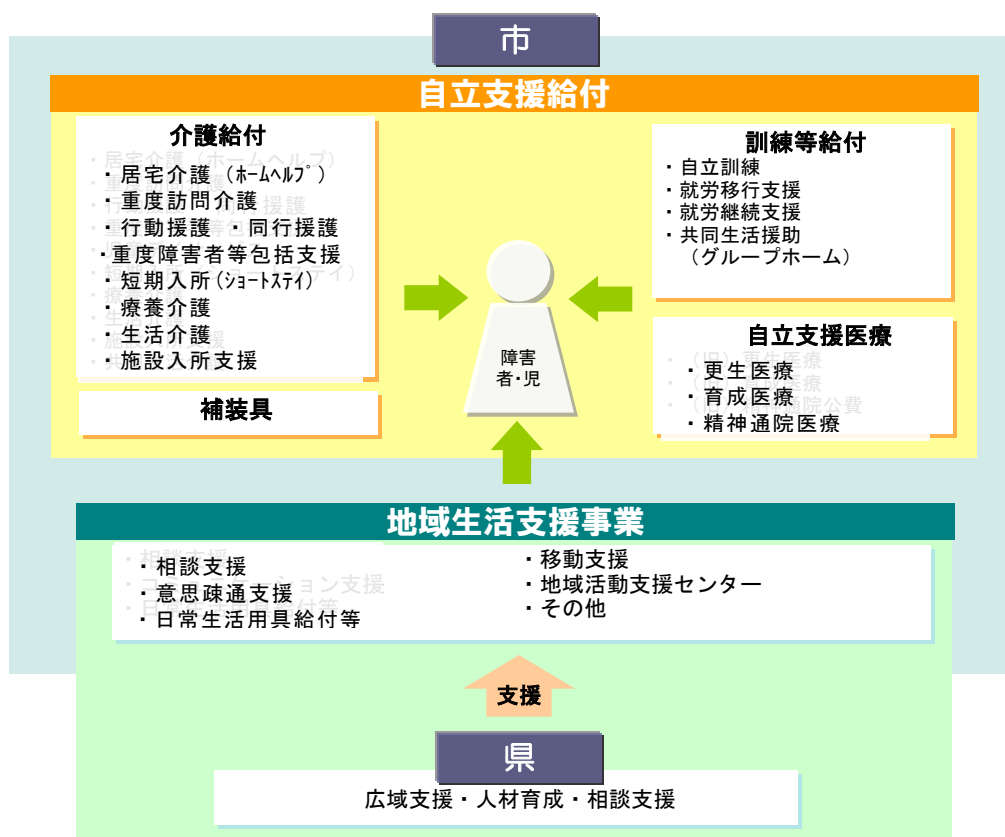 市
自立支援給付
介護給付
・居宅介護（ﾎｰﾑﾍﾙﾌﾟ）
・重度訪問介護
・行動援護 ・同行援護
・重度障害者等包括支援
・短期入所(ｼｮｰﾄｽﾃｲ)
・療養介護
・生活介護
・施設入所支援
補装具
障害
者・児
訓練等給付
・自立訓練
・就労移行支援
・就労継続支援
・共同生活援助
（グループホーム）
自立支援医療
・更生医療
・育成医療
・精神通院医療
地域生活支援事業
・相談支援
・意思疎通支援
・日常生活用具給付等
・移動支援
・地域活動支援センター
・その他
支援
県
広域支援・人材育成・相談支援